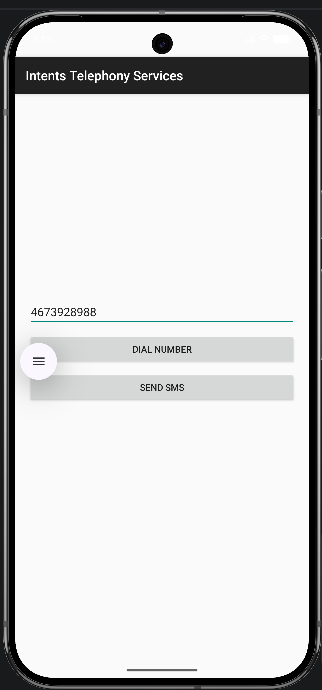 Intents Telephony Services
4673928988
DIAL NUMBER
SEND SMS